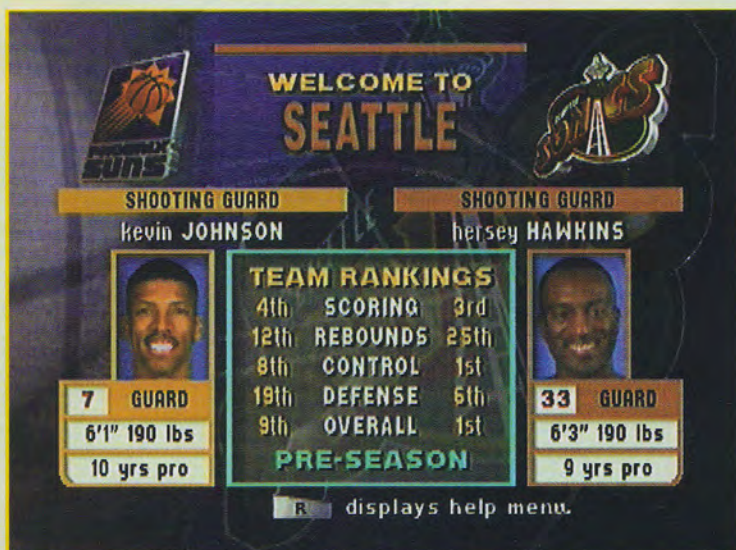 WELCOME TO
SEATTLE
SUNS
SONICS
SHOOTING GUARD
SHOOTING GUARD
kevin JOHNSON
hersey HAWKINS
TEAM RANKINGS
4th SCORING 3rd
12th REBOUNDS 25th
8th CONTROL 1st
19th DEFENSE 6th
9th OVERALL 1st
PRE-SEASON
7 GUARD
6'1" 190 lbs
10 yrs pro
33 GUARD
6'3" 190 lbs
9 yrs pro
R displays help menu.